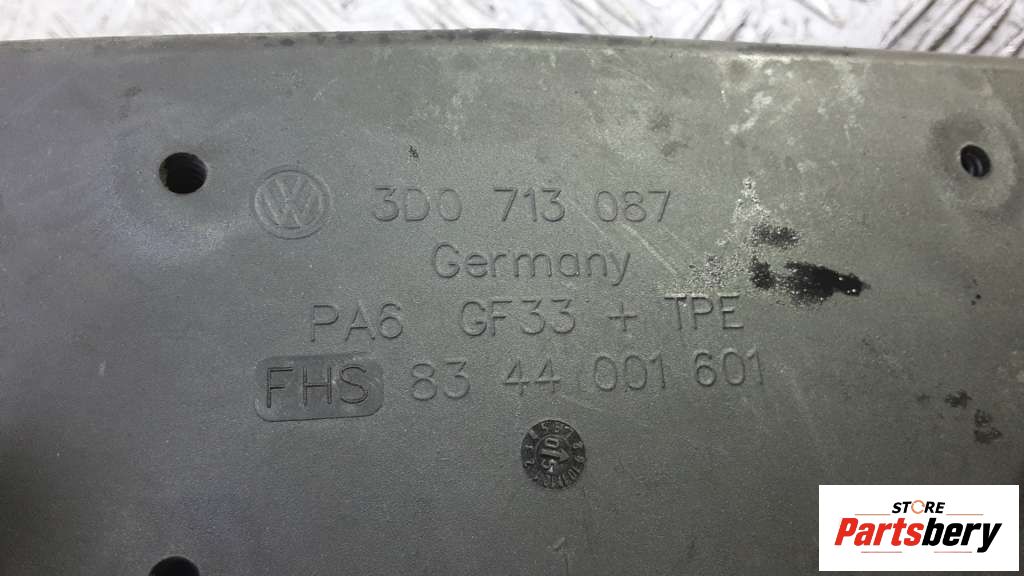 3D0 713 087
Germany
PA6 GF33 + TPE
FHS 83 44 001 601
STORE
Partsbery